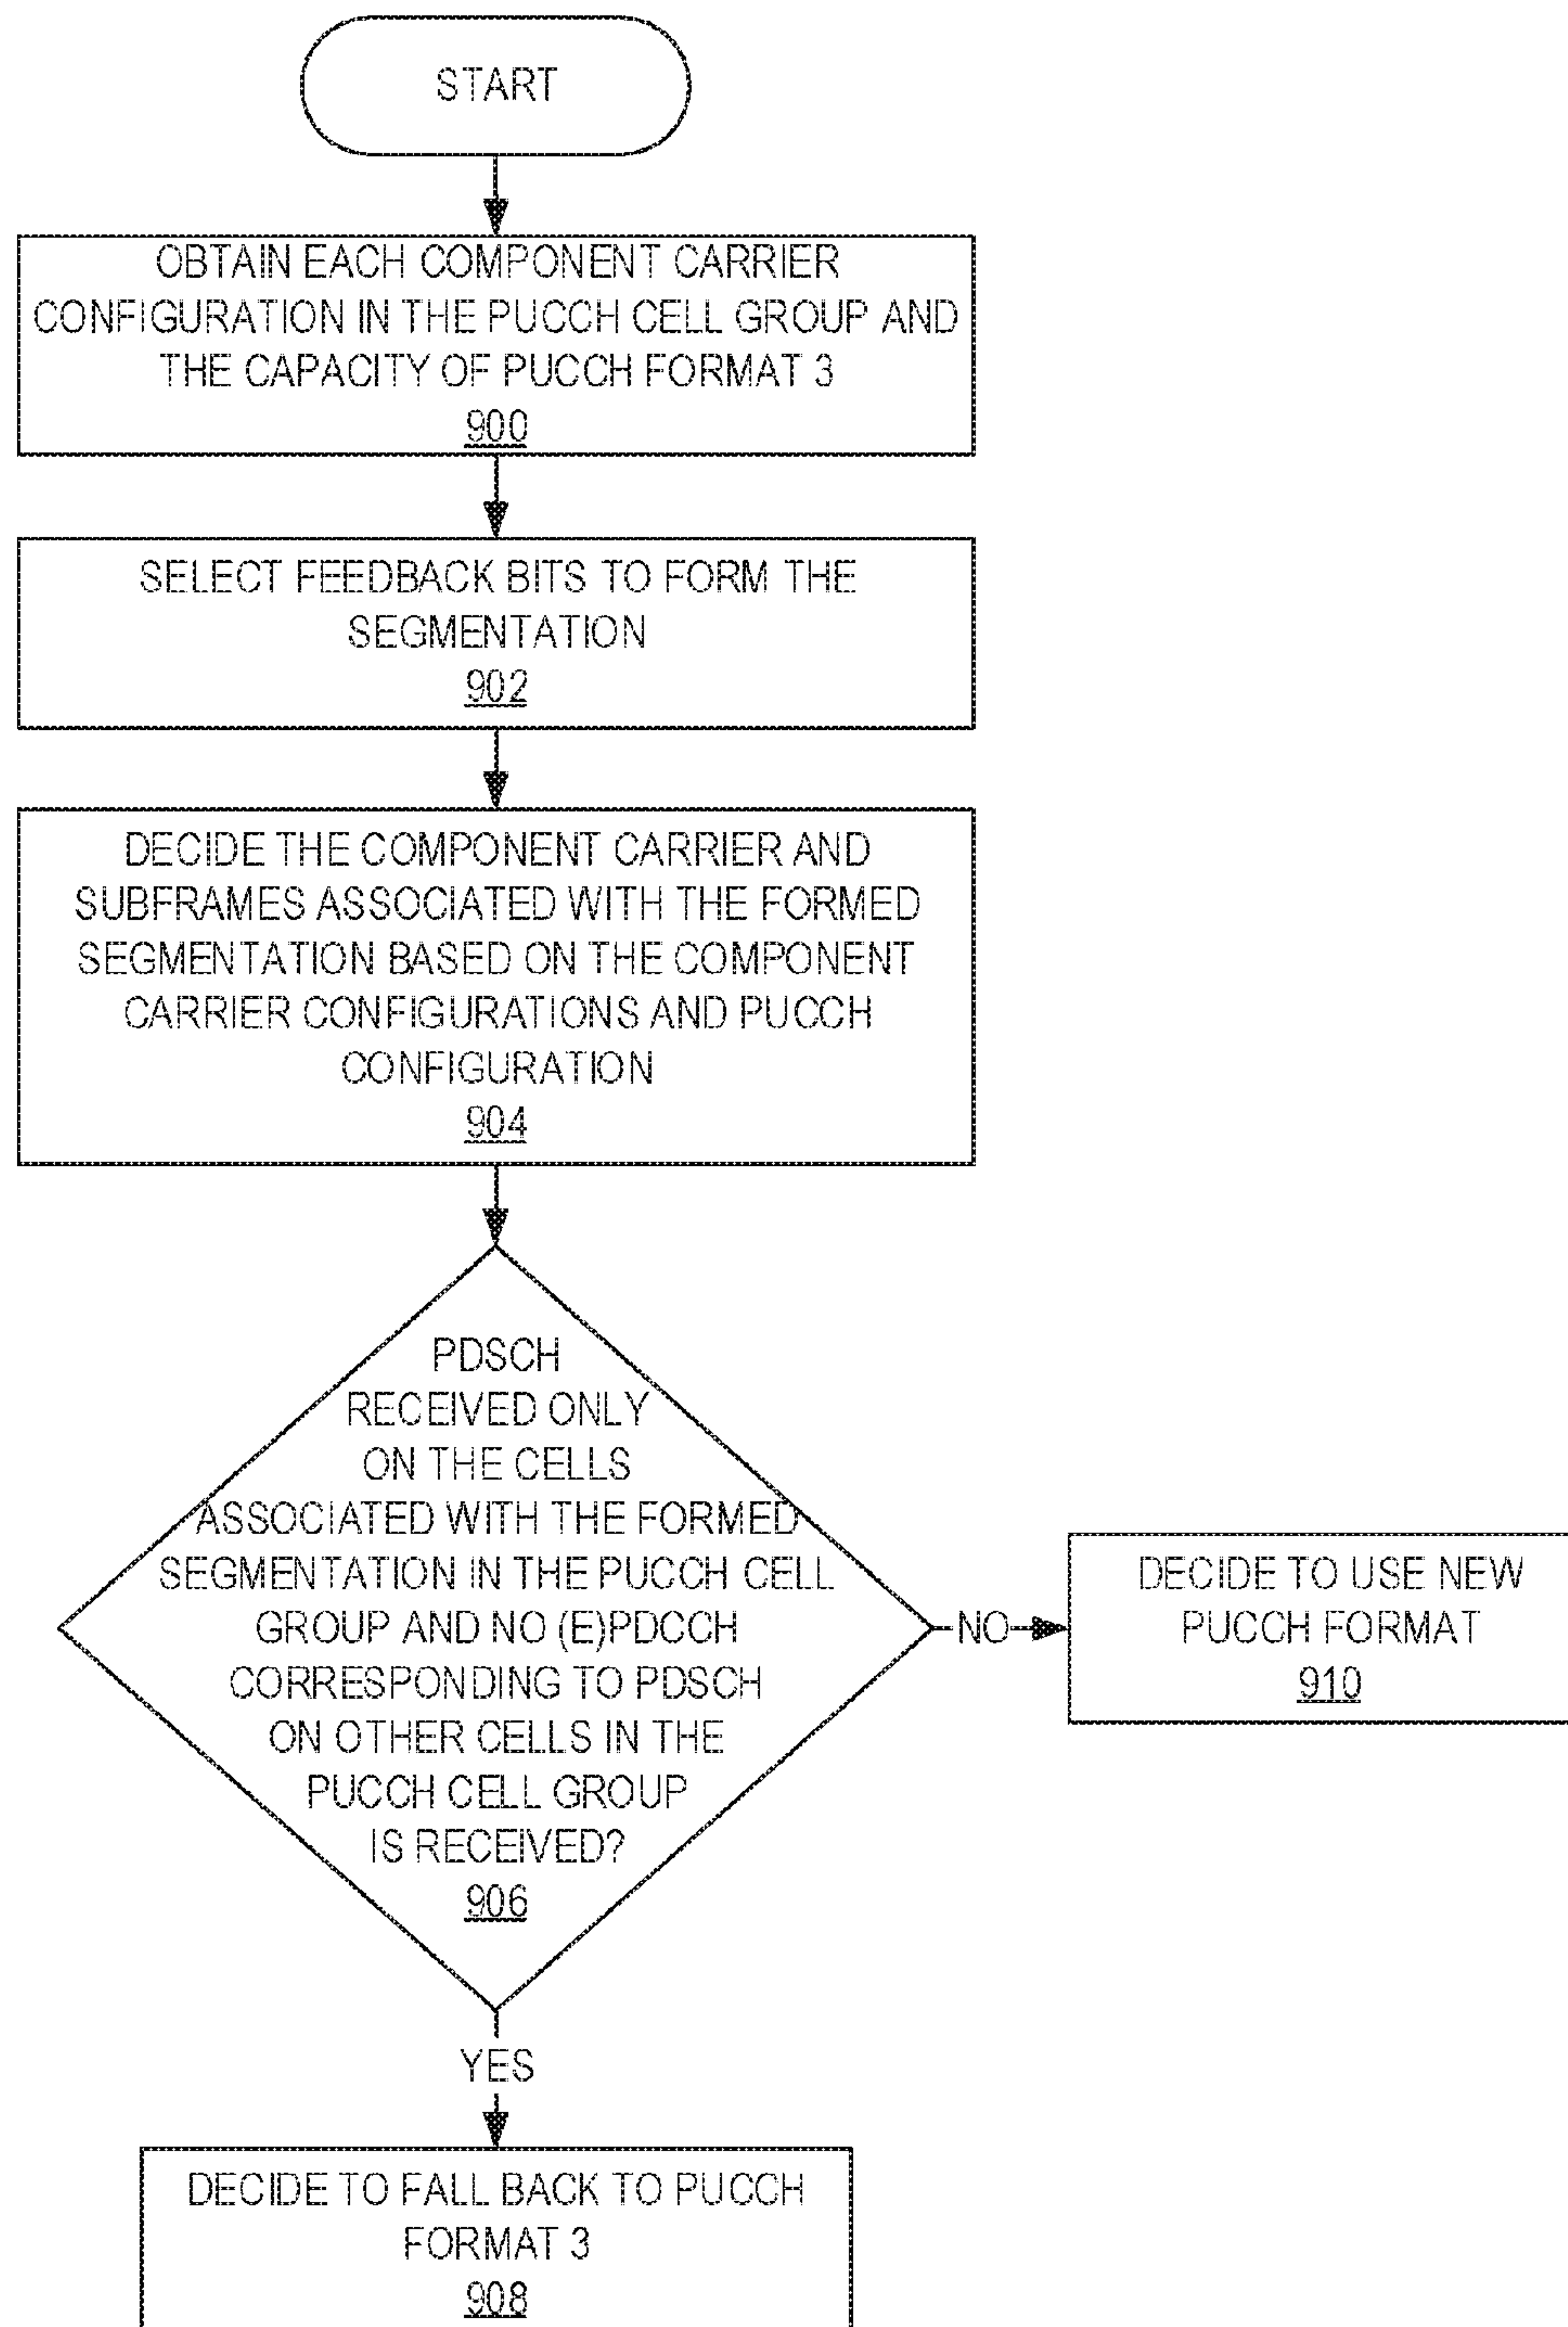 START
OBTAIN EACH COMPONENT CARRIER
CONFIGURATION IN THE PUCCH CELL GROUP AND
THE CAPACITY OF PUCCH FORMAT 3
900
SELECT FEEDBACK BITS TO FORM THE
SEGMENTATION
902
DECIDE THE COMPONENT CARRIER AND
SUBFRAMES ASSOCIATED WITH THE FORMED
SEGMENTATION BASED ON THE COMPONENT
CARRIER CONFIGURATIONS AND PUCCH
CONFIGURATION
904
PDSCH
RECEIVED ONLY
ON THE CELLS
ASSOCIATED WITH THE FORMED
SEGMENTATION IN THE PUCCH CELL
GROUP AND NO (E)PDCCH
CORRESPONDING TO PDSCH
ON OTHER CELLS IN THE
PUCCH CELL GROUP
IS RECEIVED?
906
NO
DECIDE TO USE NEW
PUCCH FORMAT
910
YES
DECIDE TO FALL BACK TO PUCCH
FORMAT 3
908